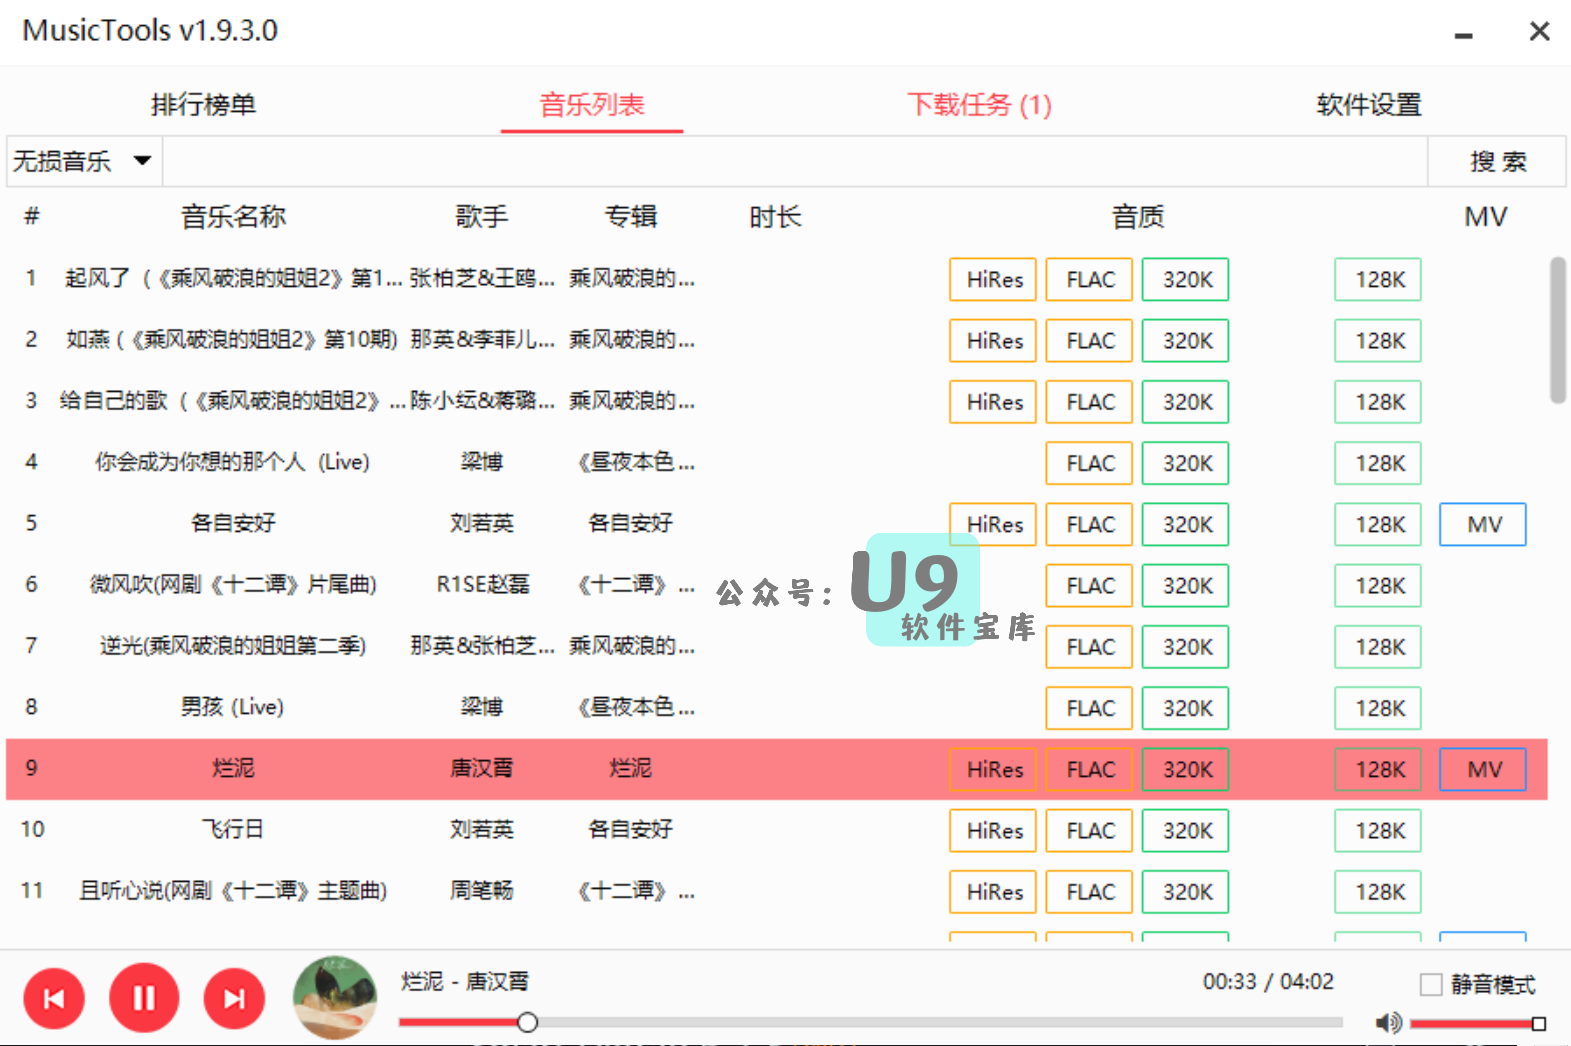 MusicTools v1.9.3.0
排行榜单 音乐列表 下载任务 (1) 软件设置
无损音乐 搜 索
# 音乐名称 歌手 专辑 时长 音质 MV
1 起风了（《乘风破浪的姐姐2》第1... 张柏芝&王鸥... 乘风破浪的... HiRes FLAC 320K 128K
2 如燕 (《乘风破浪的姐姐2》第10期) 那英&李菲儿... 乘风破浪的... HiRes FLAC 320K 128K
3 给自己的歌（《乘风破浪的姐姐2》... 陈小纭&蒋璐... 乘风破浪的... HiRes FLAC 320K 128K
4 你会成为你想的那个人 (Live) 梁博 《昼夜本色... FLAC 320K 128K
5 各自安好 刘若英 各自安好 HiRes FLAC 320K 128K MV
6 微风吹(网剧《十二谭》片尾曲) R1SE赵磊 《十二谭》... FLAC 320K 128K
公众号: U9
软件宝库
7 逆光(乘风破浪的姐姐第二季) 那英&张柏芝... 乘风破浪的... FLAC 320K 128K
8 男孩 (Live) 梁博 《昼夜本色... FLAC 320K 128K
9 烂泥 唐汉霄 烂泥 HiRes FLAC 320K 128K MV
10 飞行日 刘若英 各自安好 HiRes FLAC 320K 128K
11 且听心说(网剧《十二谭》主题曲) 周笔畅 《十二谭》... HiRes FLAC 320K 128K
烂泥 - 唐汉霄 00:33 / 04:02 静音模式